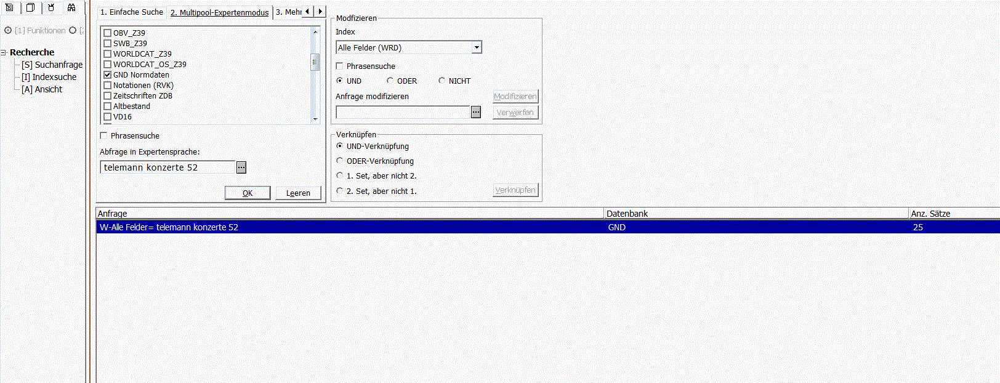 [1] Funktionen
Recherche
[S] Suchanfrage
[I] Indexsuche
[A] Ansicht
1. Einfache Suche
2. Multipool-Expertenmodus
3. Mehr
OBV_Z39
SWB_Z39
WORLDCAT_Z39
WORLDCAT_OS_Z39
GND Normdaten
Notationen (RVK)
Zeitschriften ZDB
Altbestand
VD16
Phrasensuche
Abfrage in Expertensprache:
telemann konzerte 52
...
OK
Leeren
Modfizieren
Index
Alle Felder (WRD)
Phrasensuche
UND ODER NICHT
Anfrage modifizieren
Modifizieren
...
Verwerfen
Verknüpfen
UND-Verknüpfung
ODER-Verknüpfung
1. Set, aber nicht 2.
2. Set, aber nicht 1.
Verknüpfen
Anfrage Datenbank Anz. Sätze
W-Alle Felder= telemann konzerte 52 GND 25